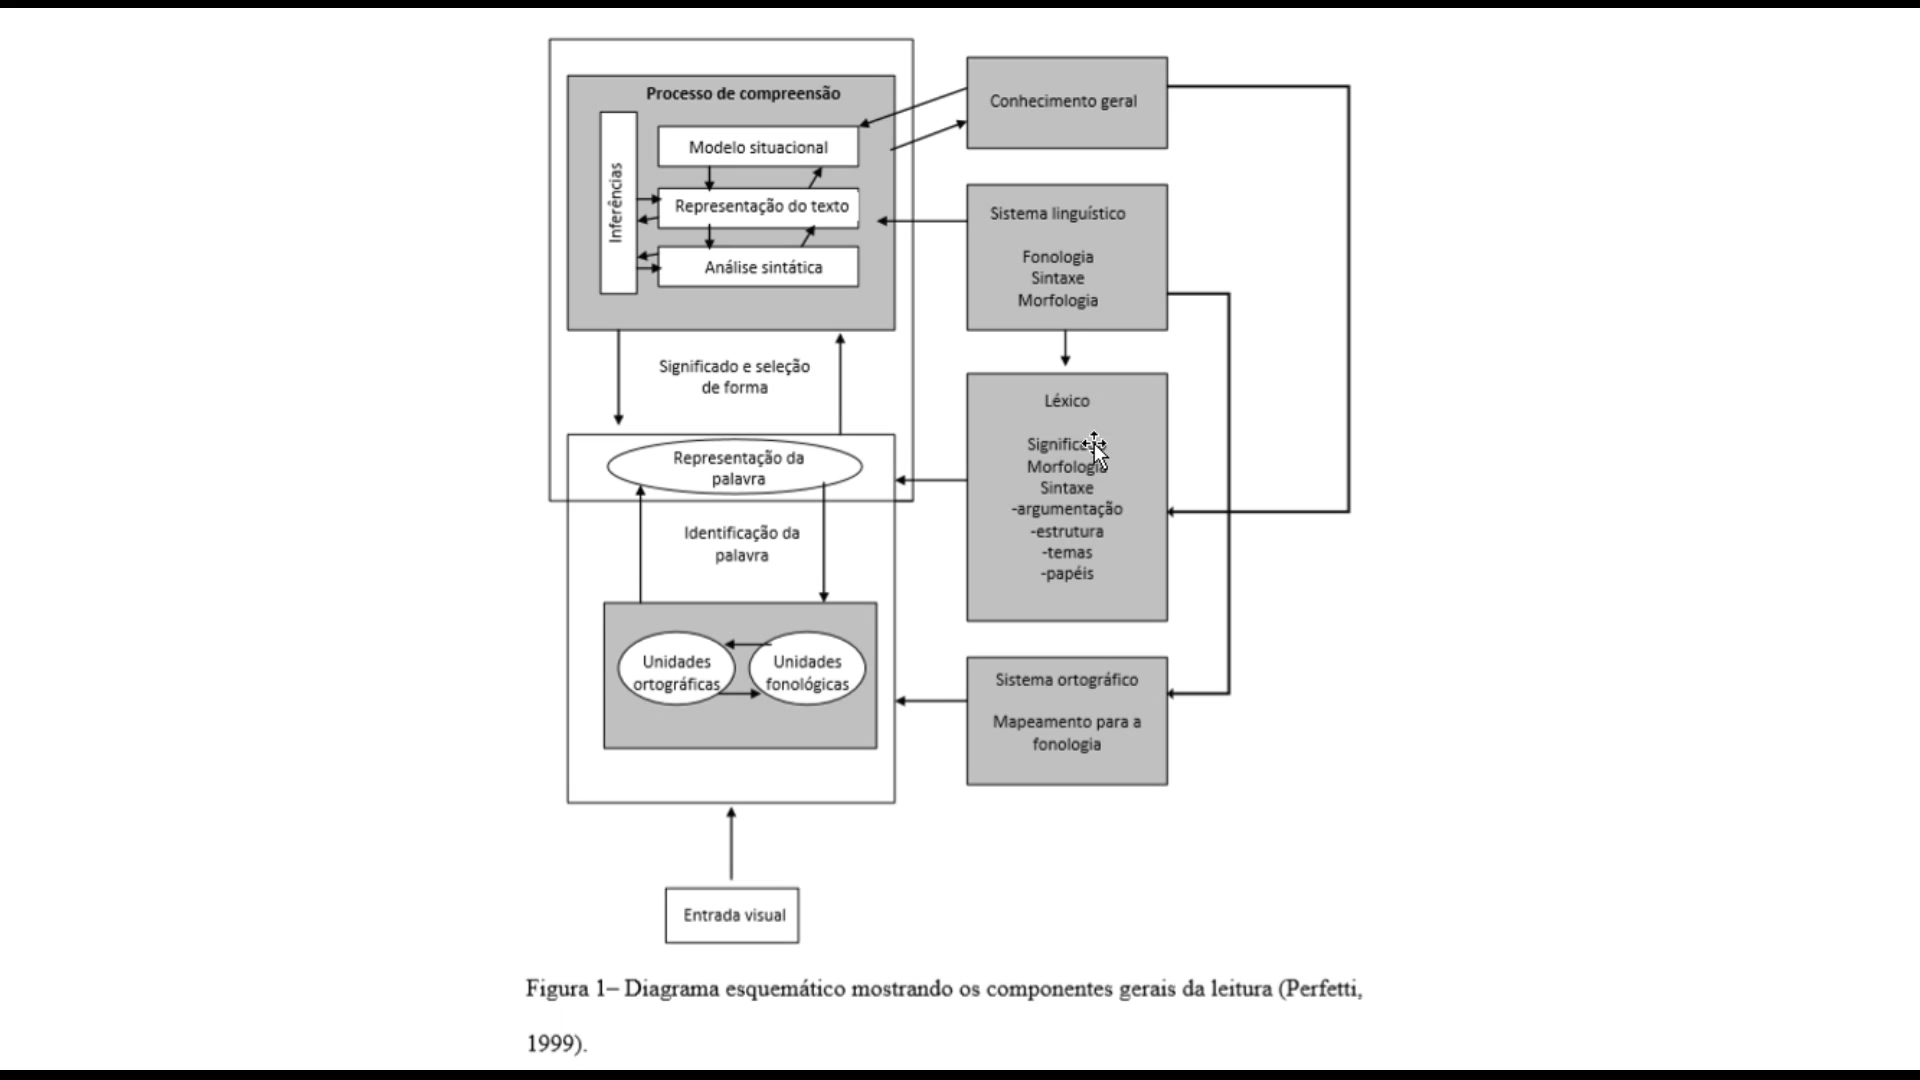 Processo de compreensão
Inferências
Modelo situacional
Representação do texto
Análise sintática
Significado e seleção
de forma
Representação da
palavra
Identificação da
palavra
Unidades
ortográficas
Unidades
fonológicas
Entrada visual
Conhecimento geral
Sistema linguístico
Fonologia
Sintaxe
Morfologia
Léxico
Morfologia
Sintaxe
-argumentação
-estrutura
-temas
-papéis
Sistema ortográfico
Mapeamento para a
fonologia
Figura 1– Diagrama esquemático mostrando os componentes gerais da leitura (Perfetti,
1999).